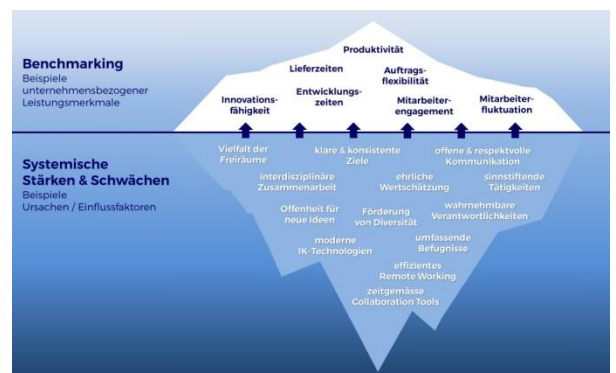 Benchmarking
Beispiele
unternehmensbezogener
Leistungsmerkmale
Produktivität
Lieferzeiten
Auftrags-
flexibilität
Innovations-
fähigkeit
Entwicklungs-
zeiten
Mitarbeiter-
engagement
Mitarbeiter-
fluktuation
Systemische
Stärken & Schwächen
Beispiele
Ursachen / Einflussfaktoren
Vielfalt der
Freiräume
klare & konsistente
Ziele
offene & respektvolle
Kommunikation
interdisziplinäre
Zusammenarbeit
ehrliche
Wertschätzung
sinnstiftende
Tätigkeiten
Offenheit für
neue Ideen
Förderung
von Diversität
wahrnehmbare
Verantwortlichkeiten
moderne
IK-Technologien
umfassende
Befugnisse
effizientes
Remote Working
zeitgemässe
Collaboration Tools